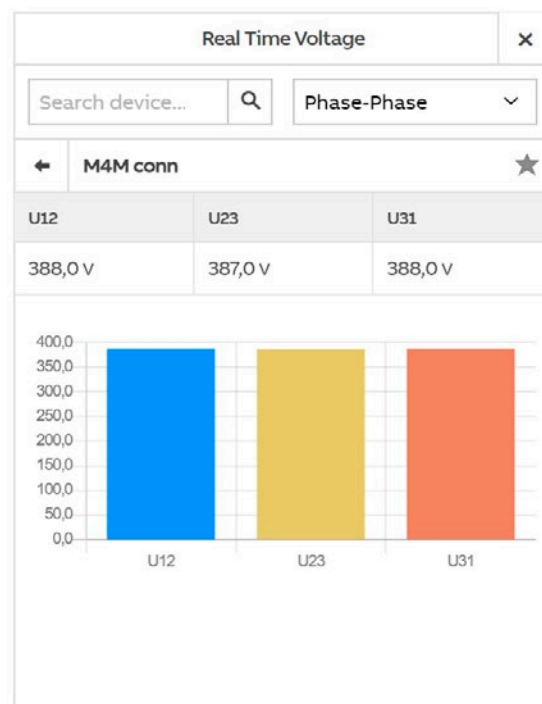 Real Time Voltage ×
Search device... Phase-Phase
M4M conn
U12 U23 U31
388,0 V 387,0 V 388,0 V
400,0
350,0
300,0
250,0
200,0
150,0
100,0
50,0
0,0
U12 U23 U31